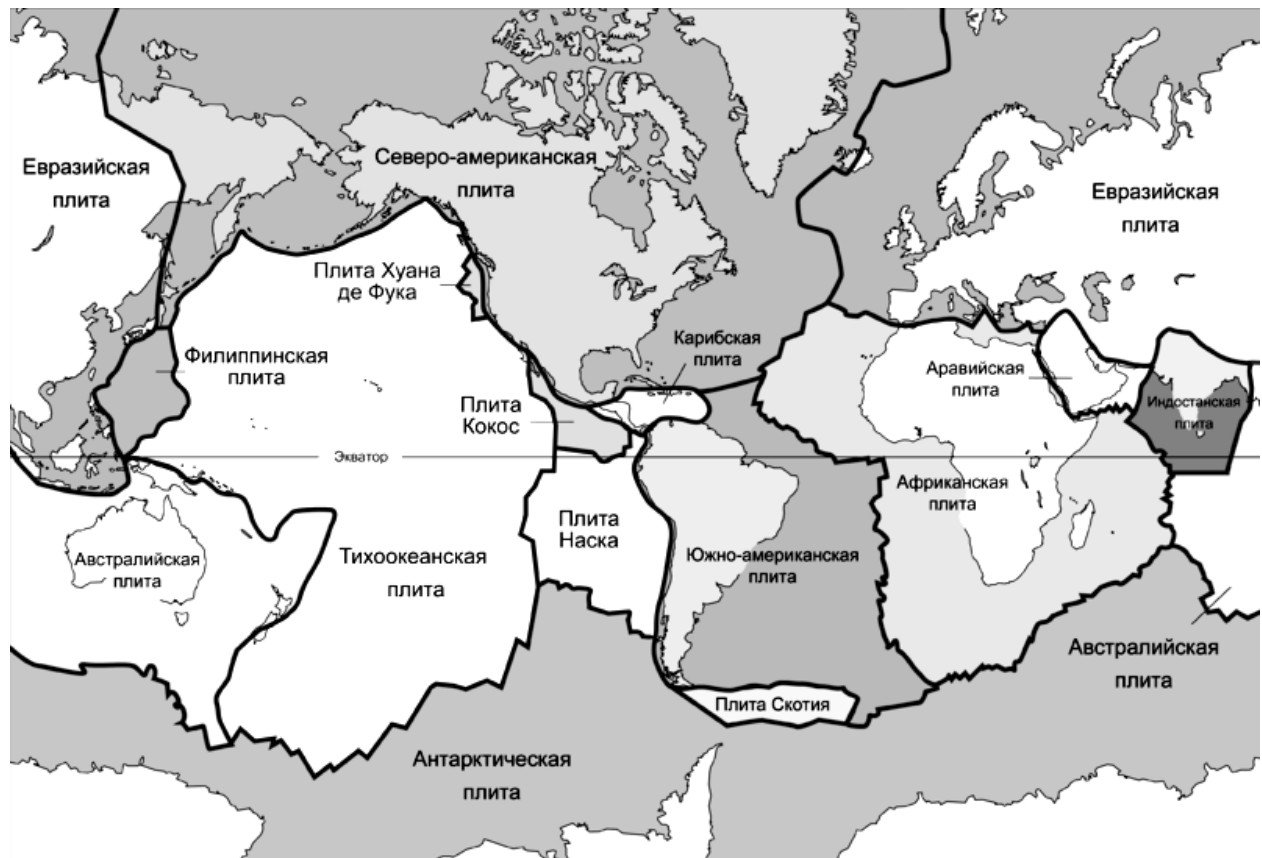 Северо-американская
плита
Евразийская
плита
Евразийская
плита
Плита Хуана
де Фука
Карибская
плита
Филиппинская
плита
Аравийская
плита
Плита
Кокос
Индостанская
плита
Экватор
Африканская
плита
Плита
Наска
Австралийская
плита
Тихоокеанская
плита
Южно-американская
плита
Австралийская
плита
Плита Скотия
Антарктическая
плита